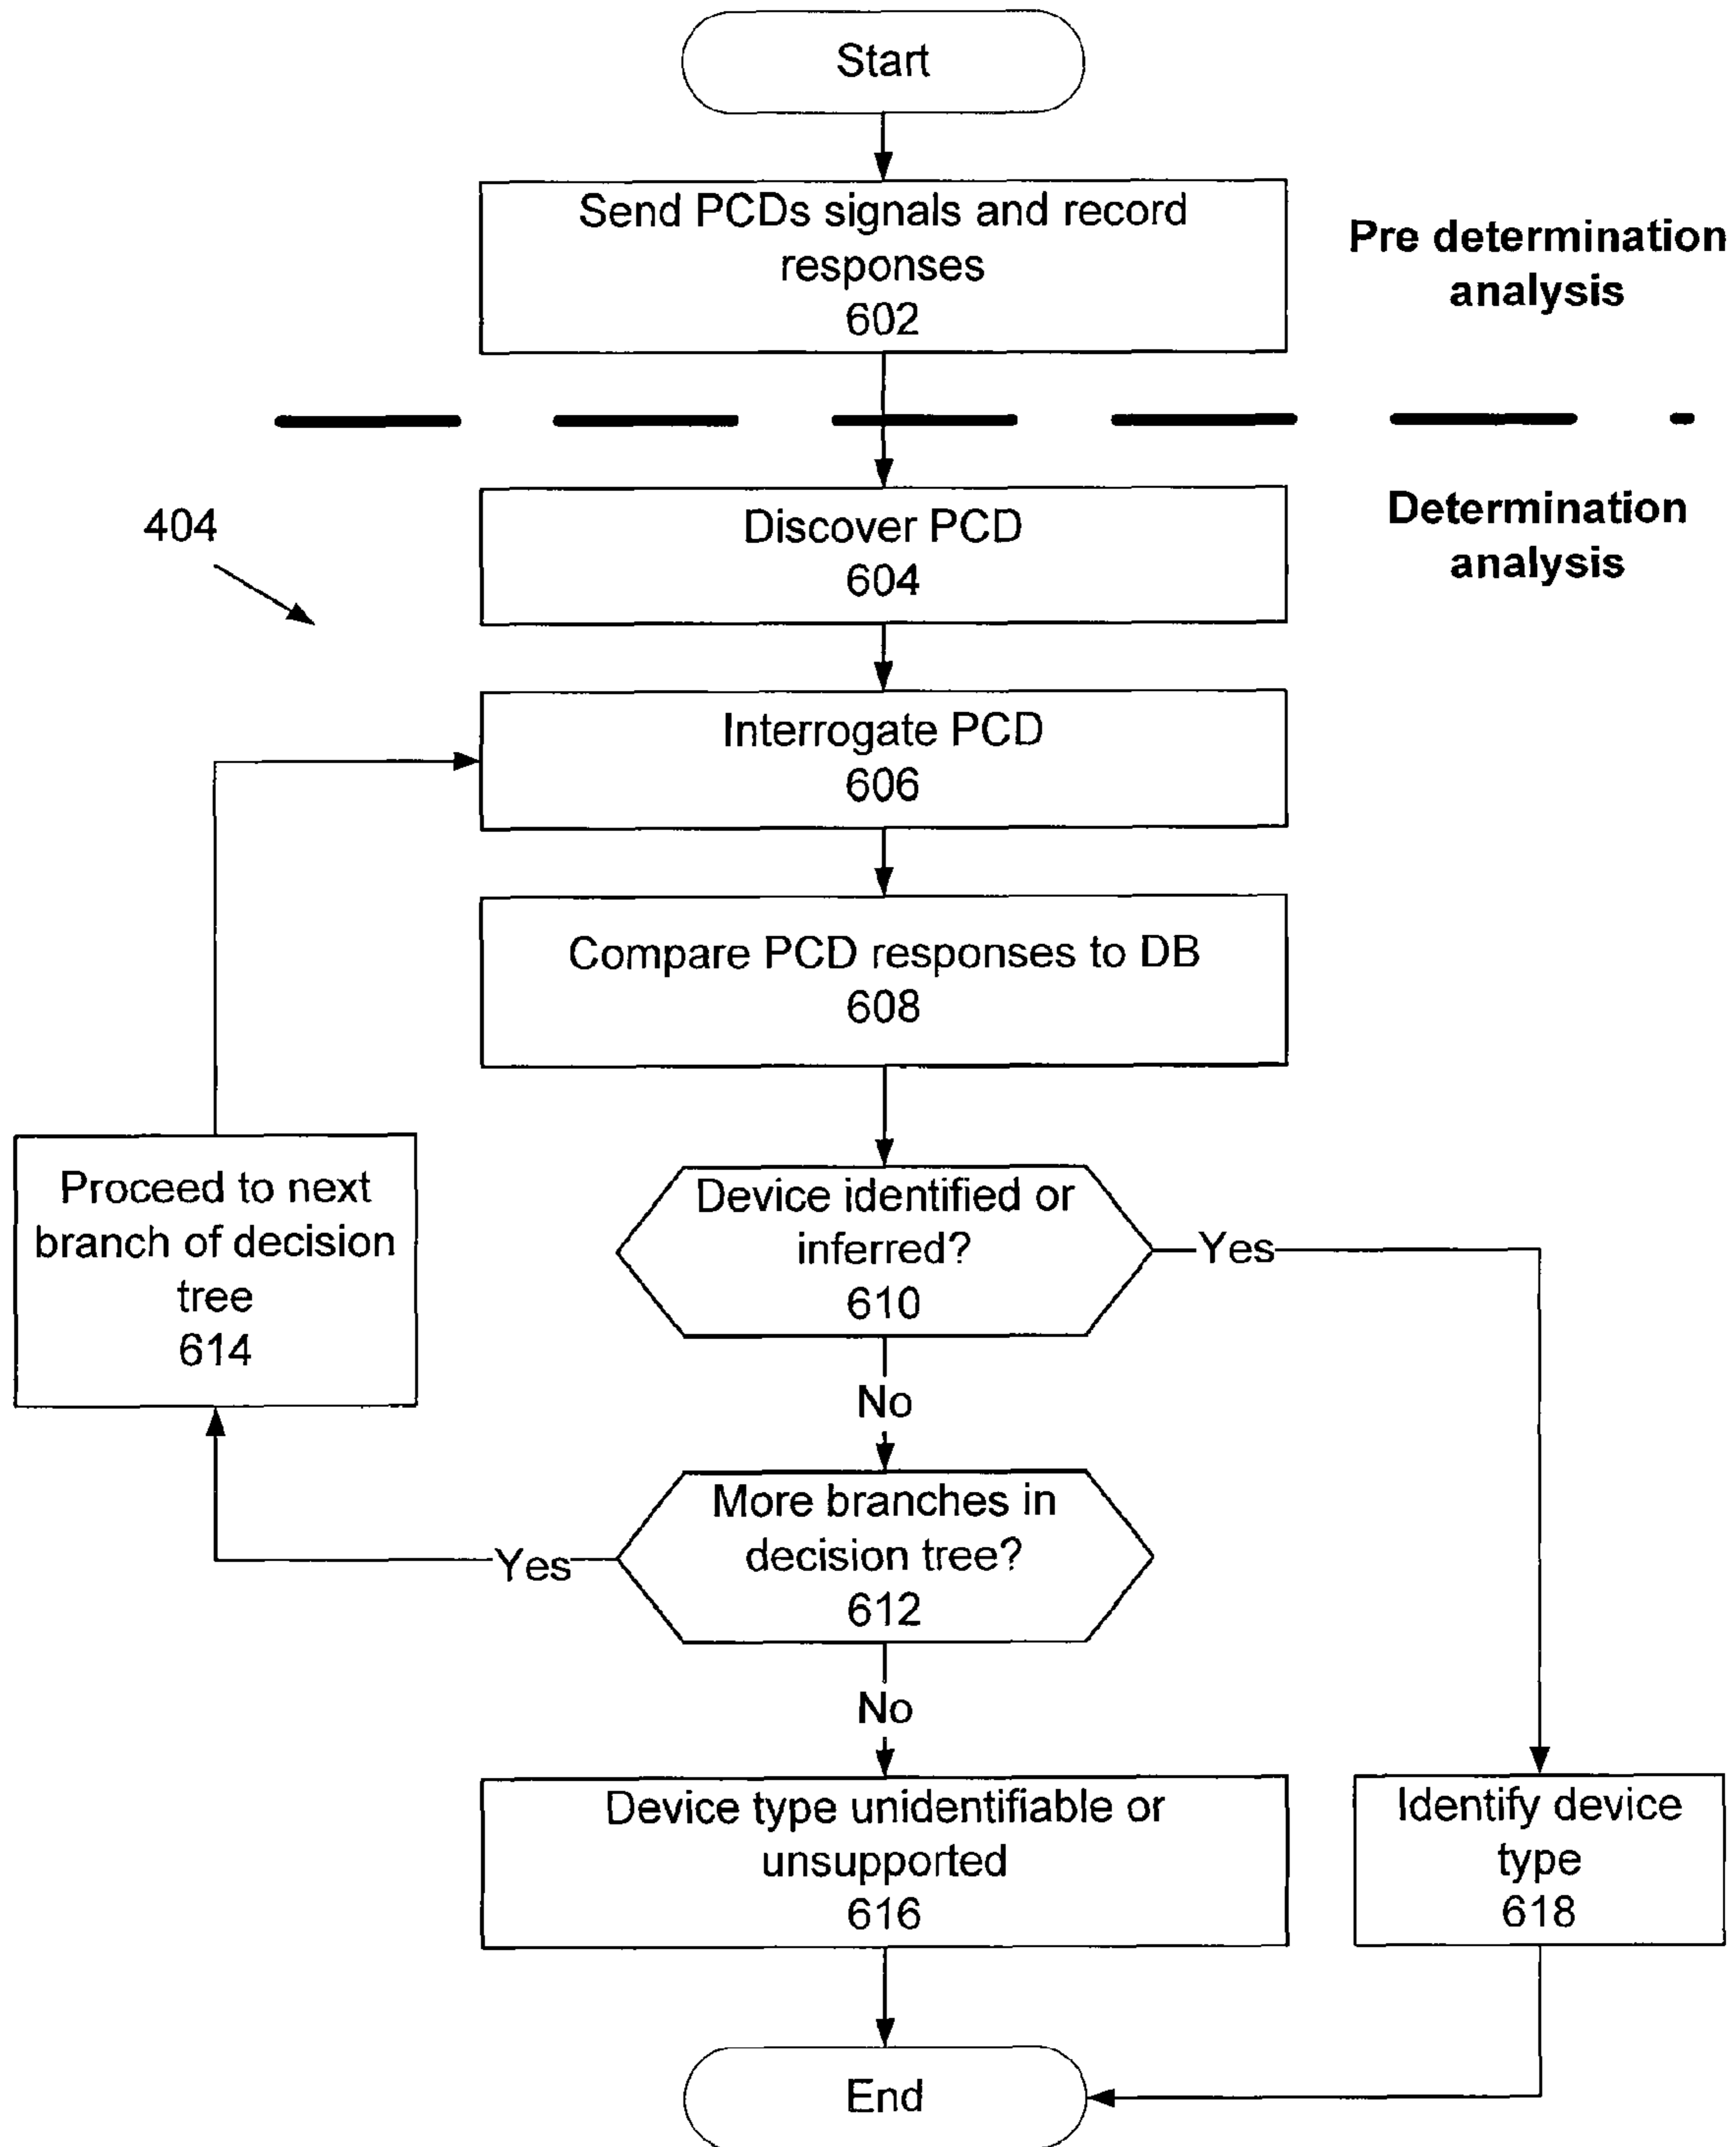 Start
Send PCDs signals and record
responses
602
Pre determination
analysis
Discover PCD
604
Determination
analysis
404
Interrogate PCD
606
Compare PCD responses to DB
608
Proceed to next
branch of decision
tree
614
Device identified or
inferred?
610
Yes
No
More branches in
decision tree?
612
Yes
No
Device type unidentifiable or
unsupported
616
Identify device
type
618
End